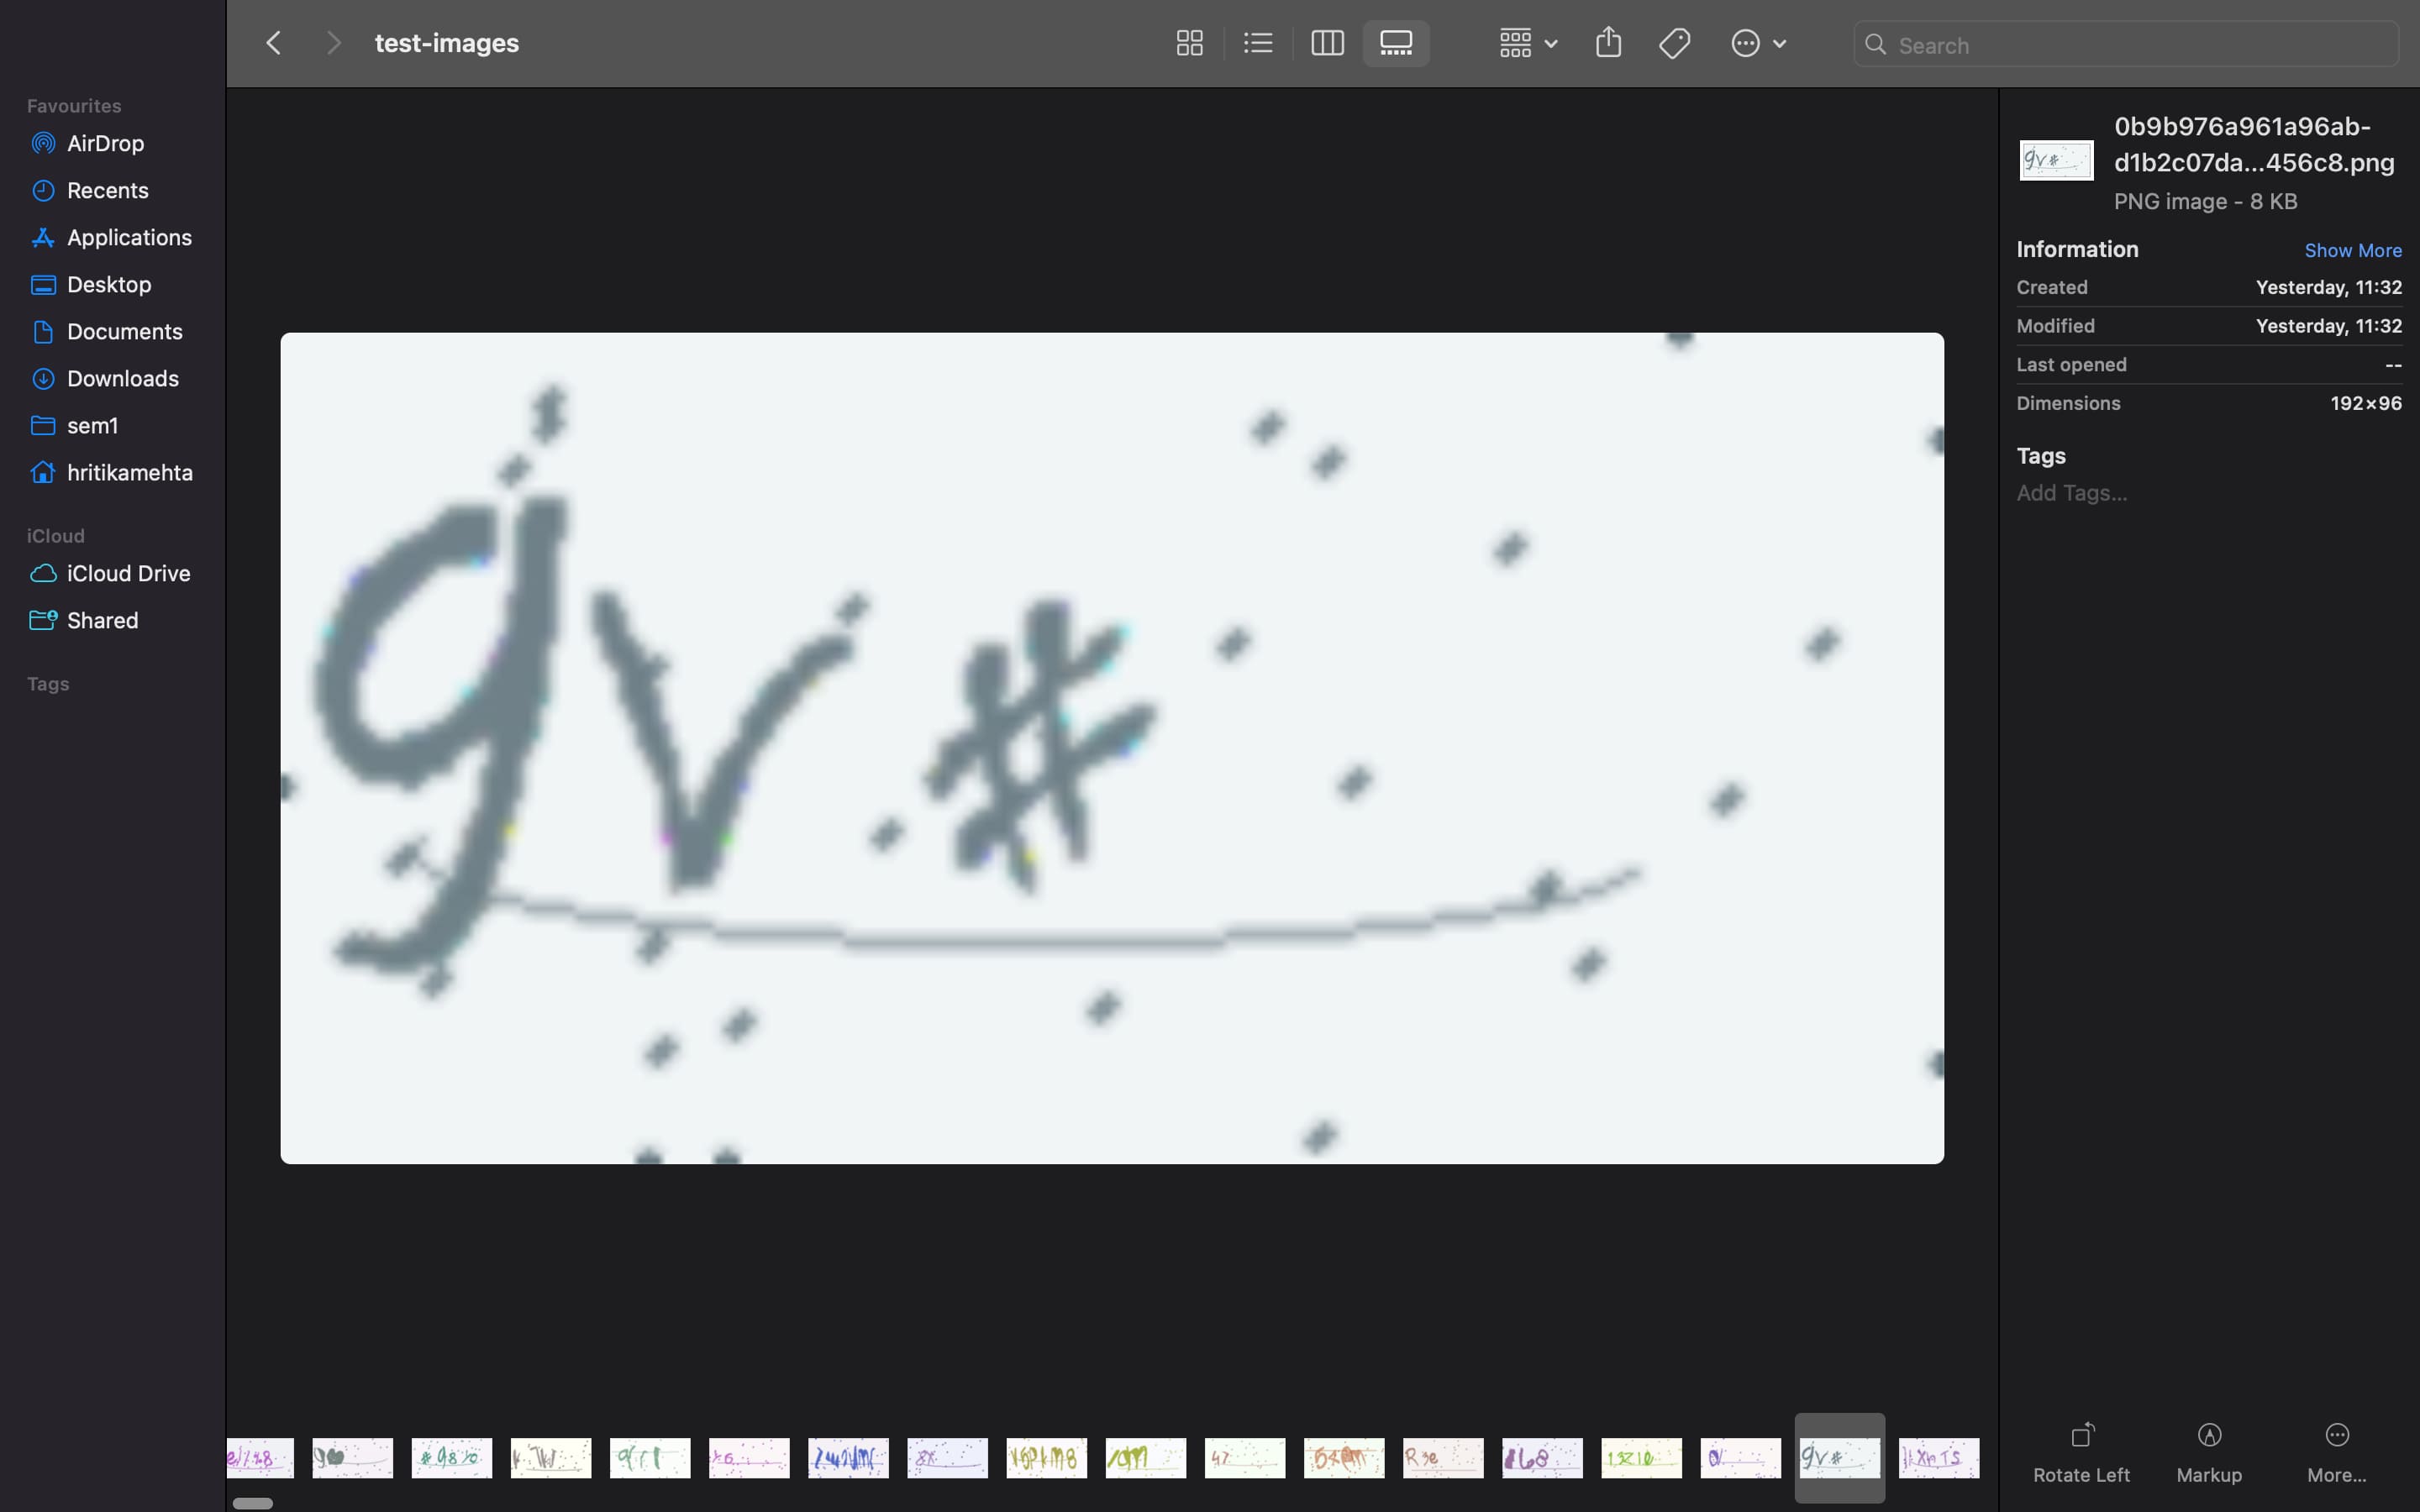 test-images
Search
Favourites
AirDrop
Recents
Applications
Desktop
Documents
Downloads
sem1
hritikamehta
iCloud
iCloud Drive
Shared
Tags
gv#
0b9b976a961a96ab-
d1b2c07da...456c8.png
PNG image - 8 KB
Information Show More
Created Yesterday, 11:32
Modified Yesterday, 11:32
Last opened --
Dimensions 192×96
Tags
Add Tags...
Rotate Left Markup More...